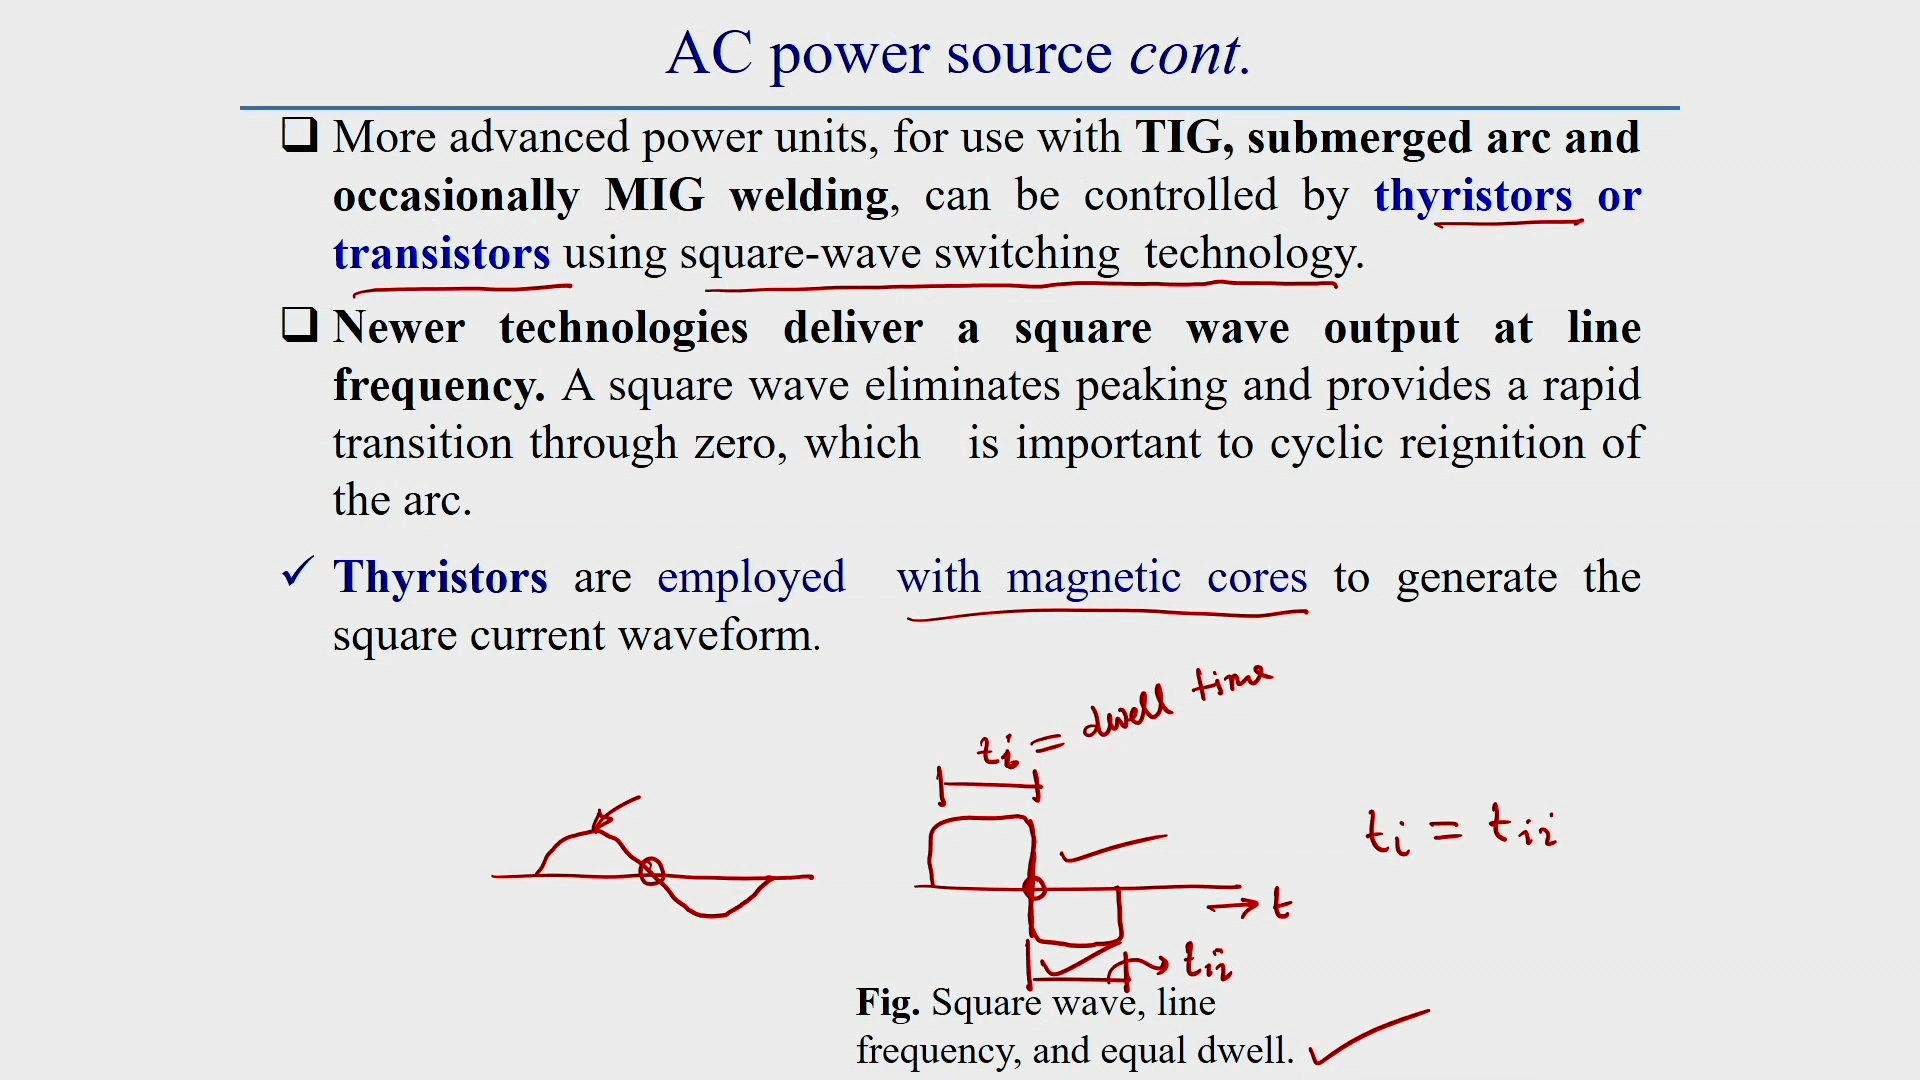 AC power source cont.
❑ More advanced power units, for use with TIG, submerged arc and
occasionally MIG welding, can be controlled by thyristors or
transistors using square-wave switching technology.
❑ Newer technologies deliver a square wave output at line
frequency. A square wave eliminates peaking and provides a rapid
transition through zero, which is important to cyclic reignition of
the arc.
✓ Thyristors are employed with magnetic cores to generate the
square current waveform.
ti = dwell time
ti = tii
t
tii
Fig. Square wave, line
frequency, and equal dwell.